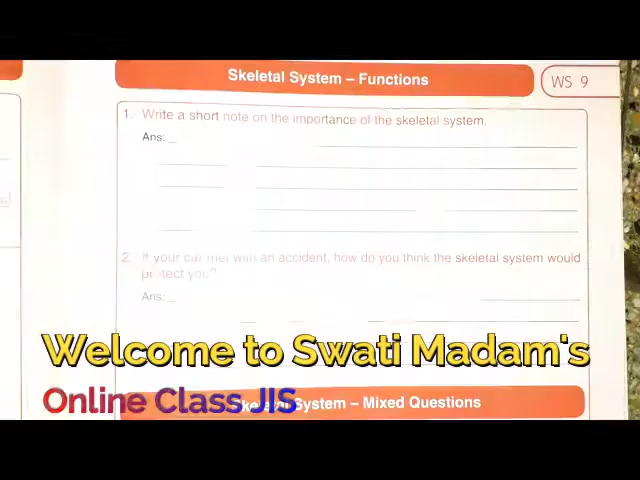 Skeletal System – Functions
WS 9
1. Write a short note on the importance of the skeletal system.
Ans:
2. If your car met with an accident, how do you think the skeletal system would
protect you?
Ans:
Welcome to Swati Madam's
Online Class JIS
Skeletal System – Mixed Questions